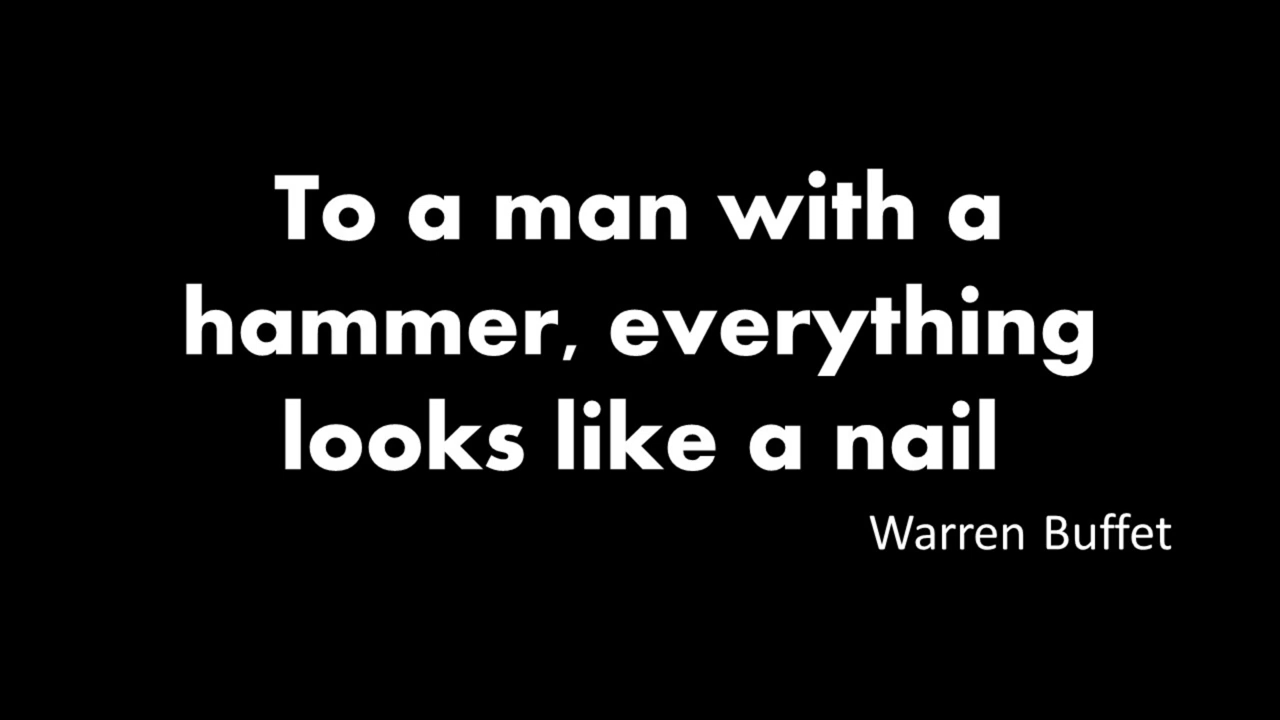 To a man with a
hammer, everything
looks like a nail
Warren Buffet